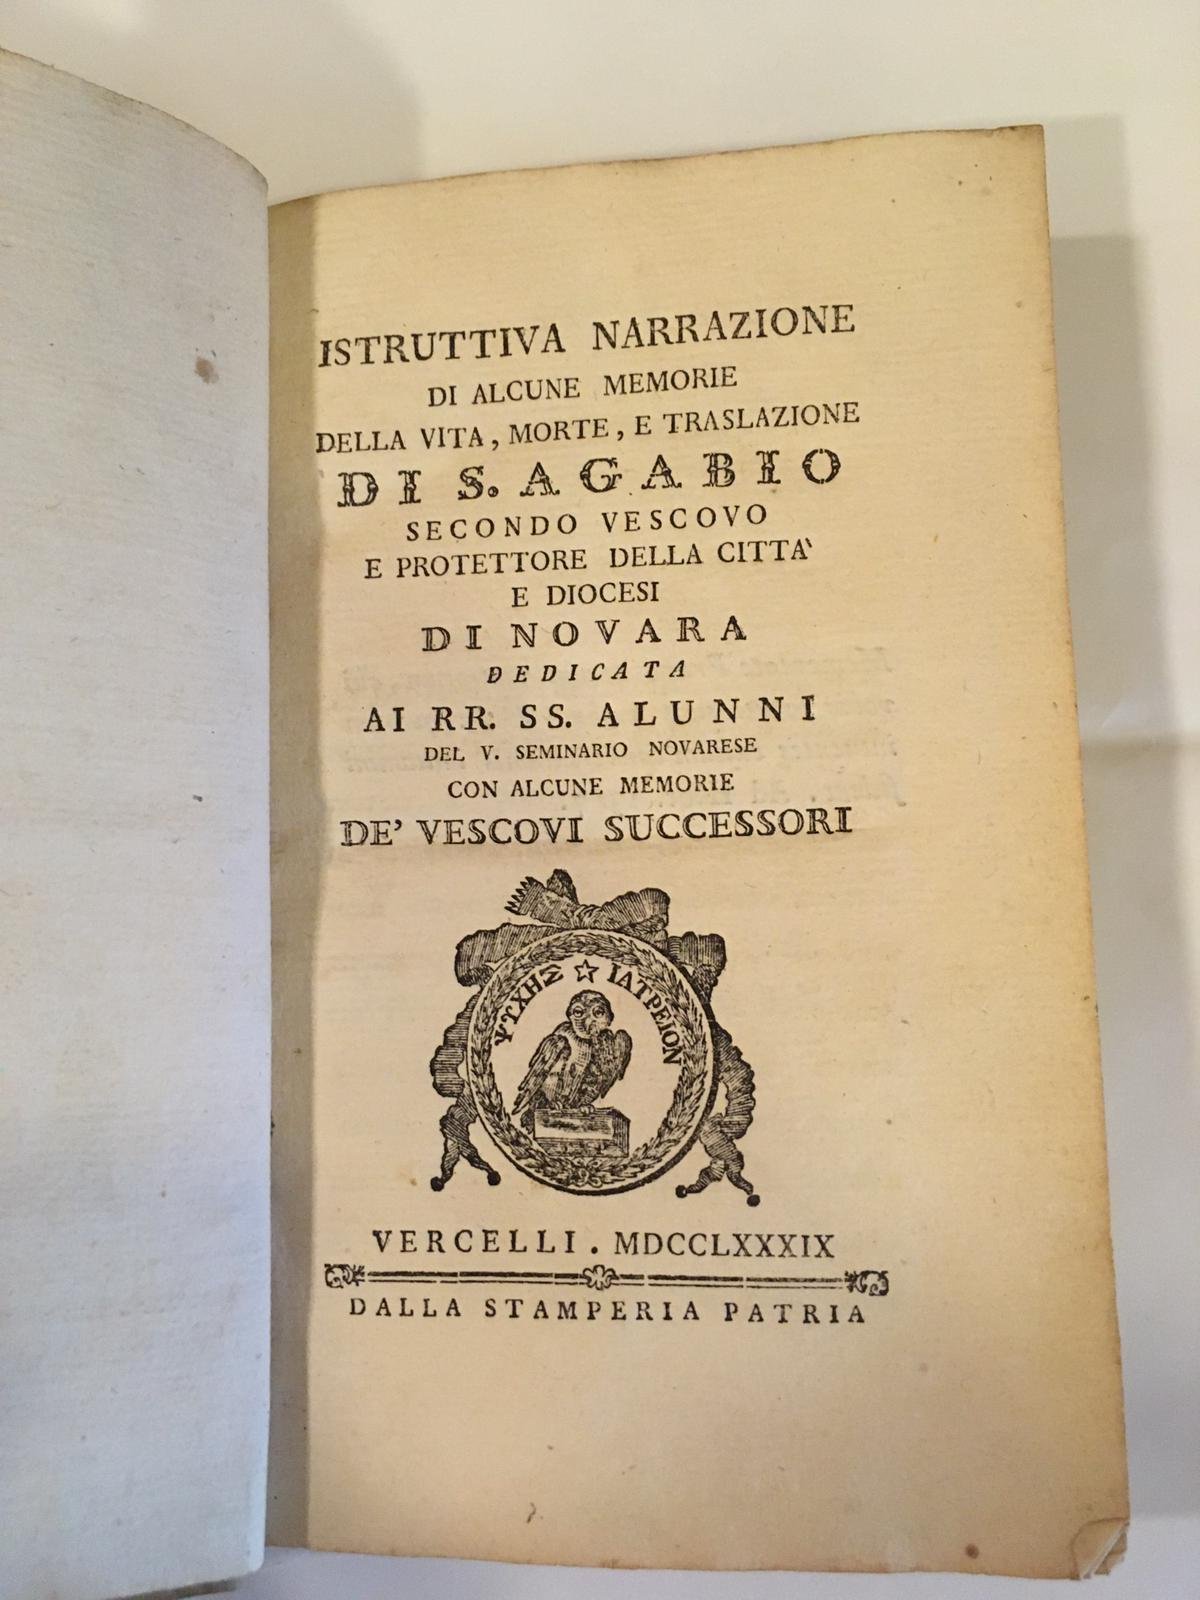 ISTRUTTIVA NARRAZIONE
DI ALCUNE MEMORIE
DELLA VITA, MORTE, E TRASLAZIONE
DI S. AGABIO
SECONDO VESCOVO
E PROTETTORE DELLA CITTA'
E DIOCESI
DI NOVARA
DEDICATA
AI RR. SS. ALUNNI
DEL V. SEMINARIO NOVARESE
CON ALCUNE MEMORIE
DE' VESCOVI SUCCESSORI
ΨΥΧΗΣ ☆ ΙΑΤΡΕΙΟΝ
VERCELLI. MDCCLXXXIX
DALLA STAMPERIA PATRIA